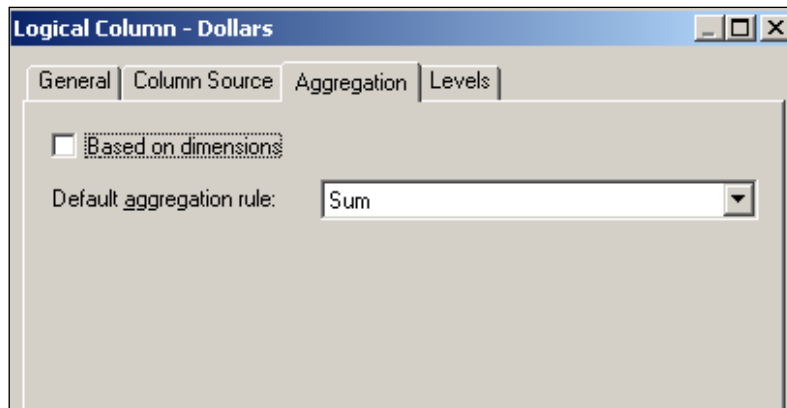 Logical Column - Dollars
General Column Source Aggregation Levels
Based on dimensions
Default aggregation rule: Sum